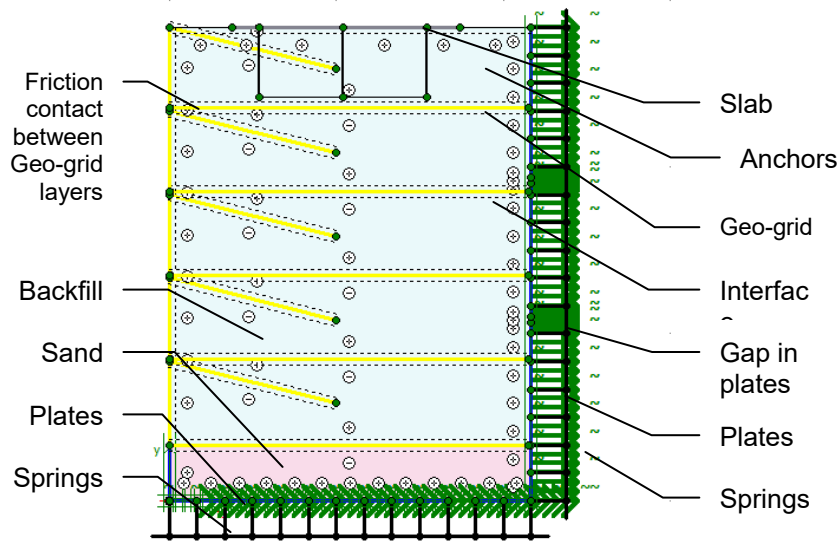 Friction
contact
between
Geo-grid
layers
Backfill
Sand
Plates
Springs
y
Slab
Anchors
Geo-grid
Interfac
Gap in
plates
Plates
Springs